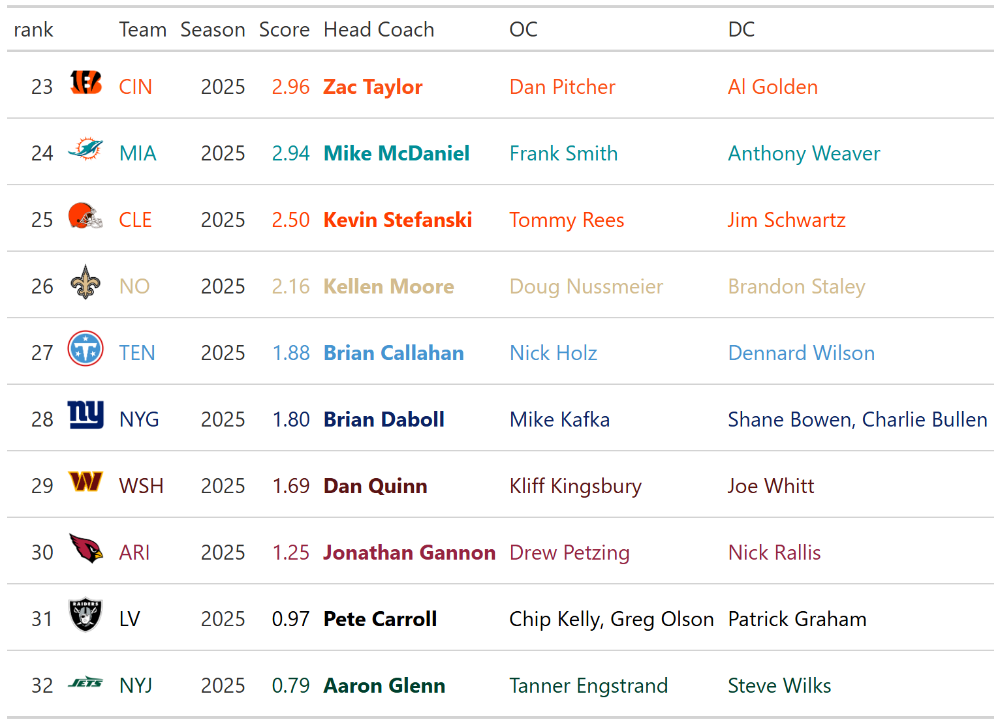 rank Team Season Score Head Coach OC DC
23 CIN 2025 2.96 Zac Taylor Dan Pitcher Al Golden
24 MIA 2025 2.94 Mike McDaniel Frank Smith Anthony Weaver
25 CLE 2025 2.50 Kevin Stefanski Tommy Rees Jim Schwartz
26 NO 2025 2.16 Kellen Moore Doug Nussmeier Brandon Staley
27 TEN 2025 1.88 Brian Callahan Nick Holz Dennard Wilson
28 ny NYG 2025 1.80 Brian Daboll Mike Kafka Shane Bowen, Charlie Bullen
29 W WSH 2025 1.69 Dan Quinn Kliff Kingsbury Joe Whitt
30 ARI 2025 1.25 Jonathan Gannon Drew Petzing Nick Rallis
31 RAIDERS LV 2025 0.97 Pete Carroll Chip Kelly, Greg Olson Patrick Graham
32 JETS NYJ 2025 0.79 Aaron Glenn Tanner Engstrand Steve Wilks